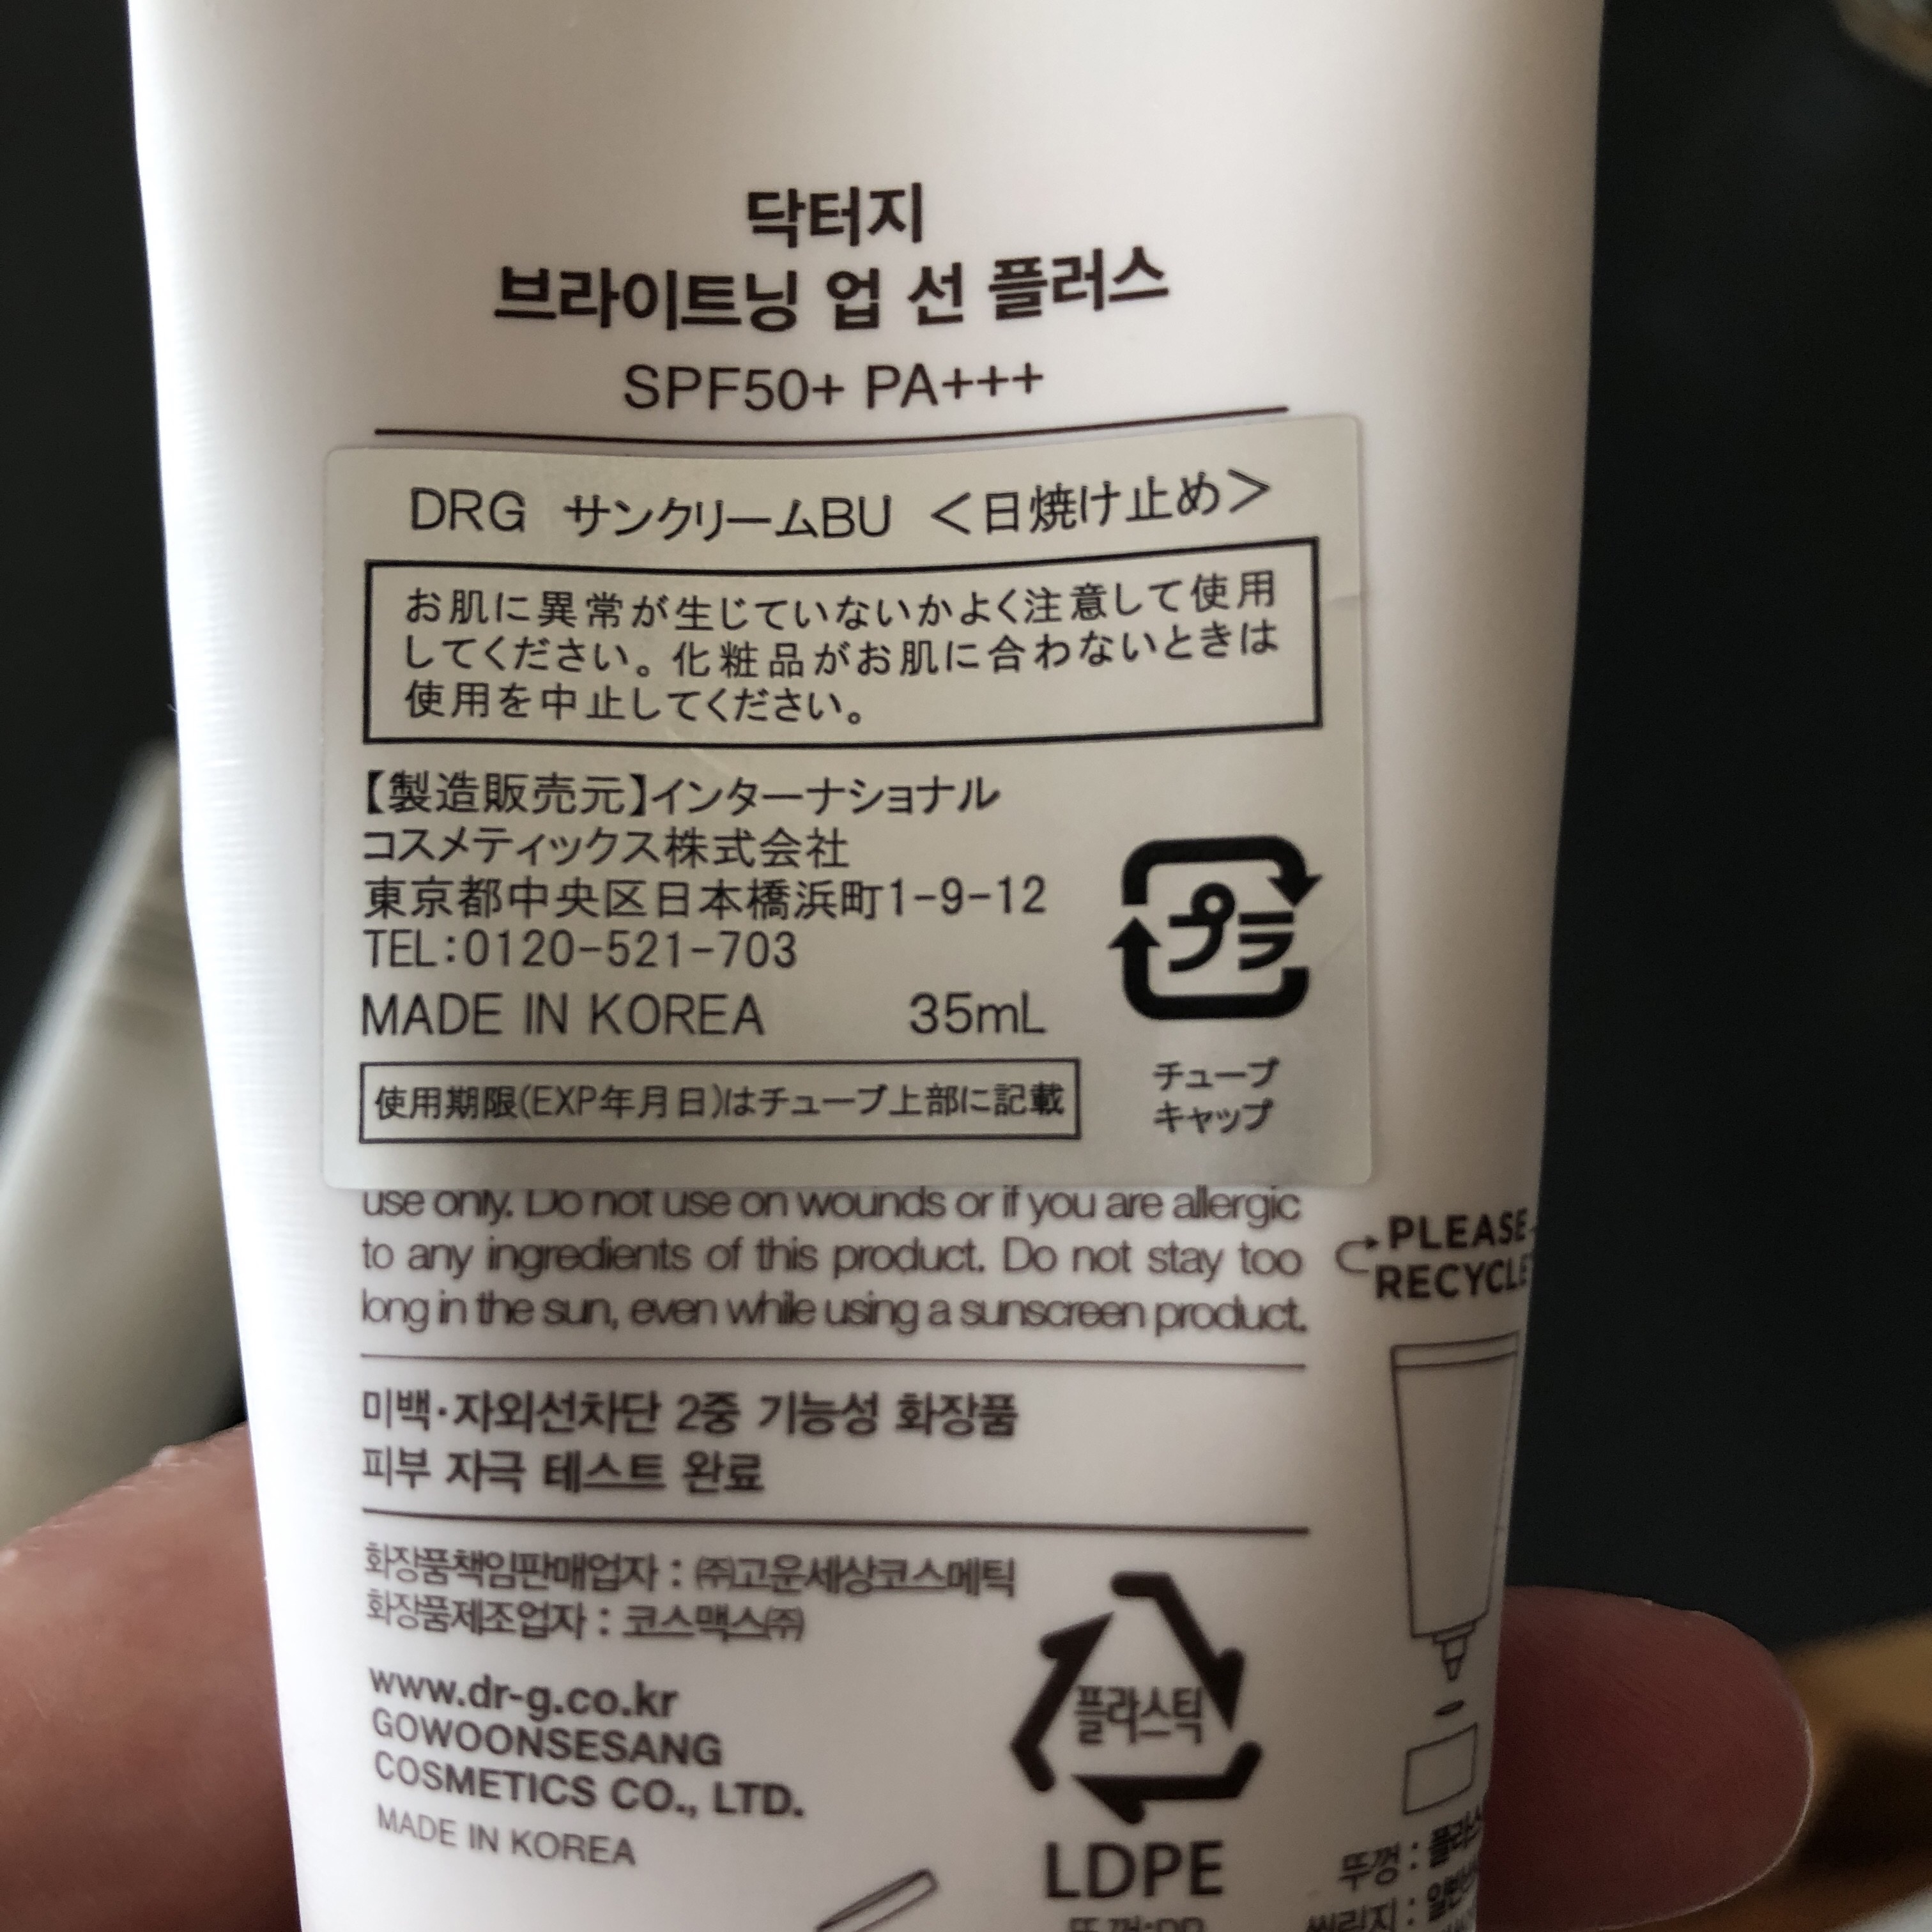 닥터지
브라이트닝 업 선 플러스
SPF50+ PA+++
DRG サンクリームBU ＜日焼け止め＞
お肌に異常が生じていないかよく注意して使用
してください。化粧品がお肌に合わないときは
使用を中止してください。
【製造販売元】インターナショナル
コスメティックス株式会社
東京都中央区日本橋浜町1-9-12
TEL:0120-521-703
MADE IN KOREA 35mL
プラ
チューブ
キャップ
使用期限(EXP年月日)はチューブ上部に記載
use only. Do not use on wounds or if you are allergic
to any ingredients of this product. Do not stay too
long in the sun, even while using a sunscreen product.
PLEASE
RECYCLE
미백·자외선차단 2중 기능성 화장품
피부 자극 테스트 완료
화장품책임판매업자 : ㈜고운세상코스메틱
화장품제조업자 : 코스맥스㈜
www.dr-g.co.kr
GOWOONSESANG
COSMETICS CO., LTD.
MADE IN KOREA
플라스틱
LDPE
뚜껑 :